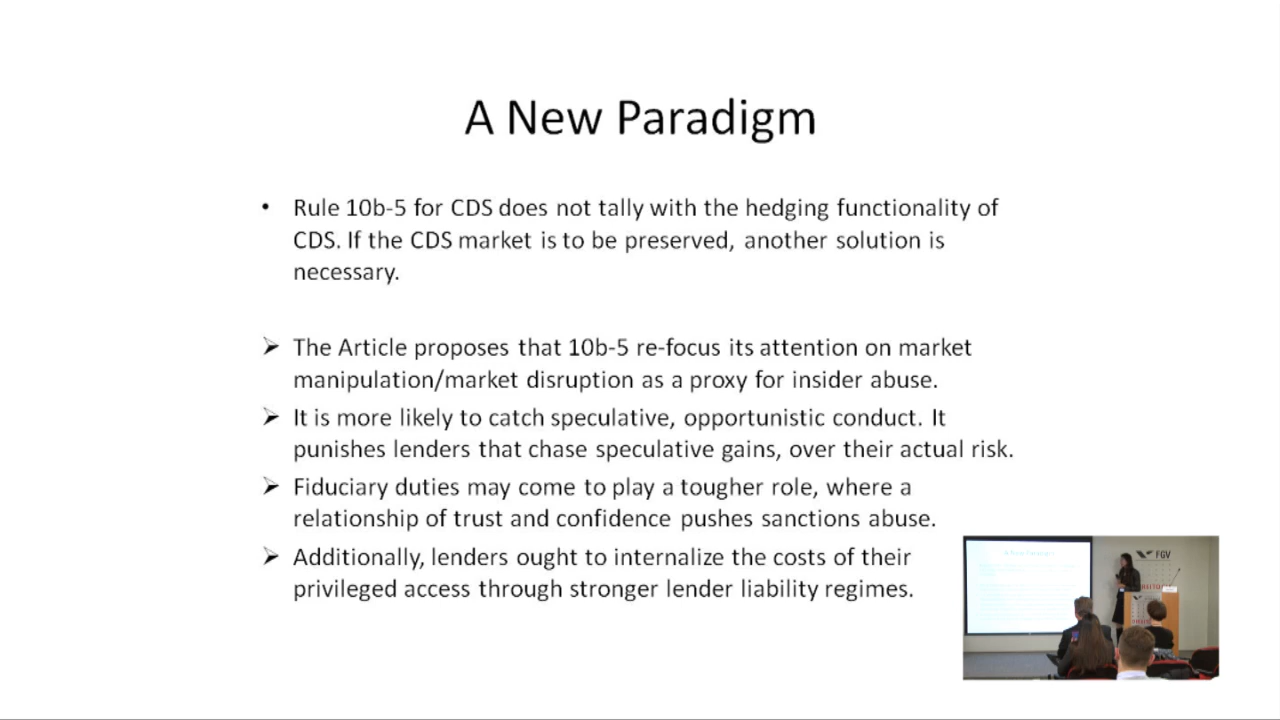 A New Paradigm
• Rule 10b-5 for CDS does not tally with the hedging functionality of
CDS. If the CDS market is to be preserved, another solution is
necessary.
➢ The Article proposes that 10b-5 re-focus its attention on market
manipulation/market disruption as a proxy for insider abuse.
➢ It is more likely to catch speculative, opportunistic conduct. It
punishes lenders that chase speculative gains, over their actual risk.
➢ Fiduciary duties may come to play a tougher role, where a
relationship of trust and confidence pushes sanctions abuse.
➢ Additionally, lenders ought to internalize the costs of their
privileged access through stronger lender liability regimes.
FGV